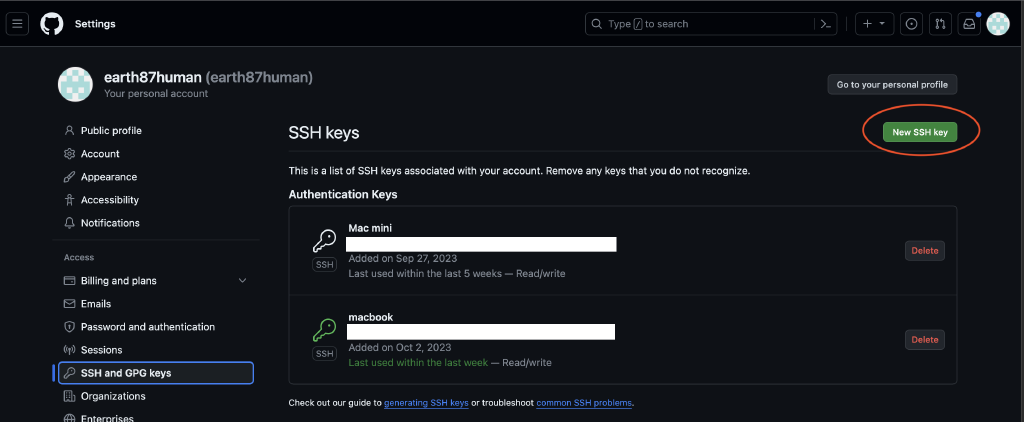 Settings
Type / to search
earth87human (earth87human)
Your personal account
Go to your personal profile
Public profile
Account
Appearance
Accessibility
Notifications
Access
Billing and plans
Emails
Password and authentication
Sessions
SSH and GPG keys
Organizations
Enterprises
SSH keys
New SSH key
This is a list of SSH keys associated with your account. Remove any keys that you do not recognize.
Authentication Keys
Mac mini
SSH
Added on Sep 27, 2023
Last used within the last 5 weeks — Read/write
Delete
macbook
SSH
Added on Oct 2, 2023
Last used within the last week — Read/write
Delete
Check out our guide to generating SSH keys or troubleshoot common SSH problems.